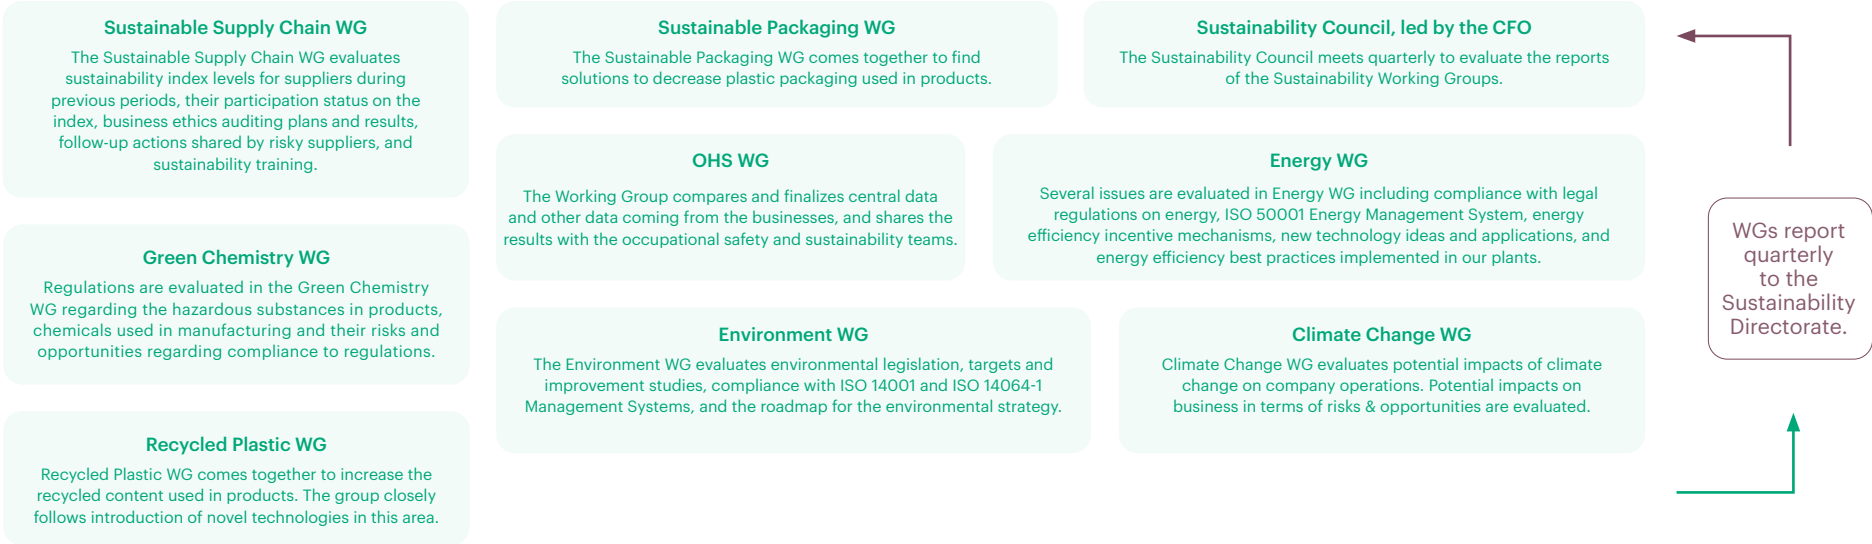 Sustainable Supply Chain WG
The Sustainable Supply Chain WG evaluates
sustainability index levels for suppliers during
previous periods, their participation status on the
index, business ethics auditing plans and results,
follow-up actions shared by risky suppliers, and
sustainability training.
Green Chemistry WG
Regulations are evaluated in the Green Chemistry
WG regarding the hazardous substances in products,
chemicals used in manufacturing and their risks and
opportunities regarding compliance to regulations.
Recycled Plastic WG
Recycled Plastic WG comes together to increase the
recycled content used in products. The group closely
follows introduction of novel technologies in this area.
Sustainable Packaging WG
The Sustainable Packaging WG comes together to find
solutions to decrease plastic packaging used in products.
Sustainability Council, led by the CFO
The Sustainability Council meets quarterly to evaluate the reports
of the Sustainability Working Groups.
OHS WG
The Working Group compares and finalizes central data
and other data coming from the businesses, and shares the
results with the occupational safety and sustainability teams.
Energy WG
Several issues are evaluated in Energy WG including compliance with legal
regulations on energy, ISO 50001 Energy Management System, energy
efficiency incentive mechanisms, new technology ideas and applications, and
energy efficiency best practices implemented in our plants.
Environment WG
The Environment WG evaluates environmental legislation, targets and
improvement studies, compliance with ISO 14001 and ISO 14064-1
Management Systems, and the roadmap for the environmental strategy.
Climate Change WG
Climate Change WG evaluates potential impacts of climate
change on company operations. Potential impacts on
business in terms of risks & opportunities are evaluated.
WGs report
quarterly
to the
Sustainability
Directorate.